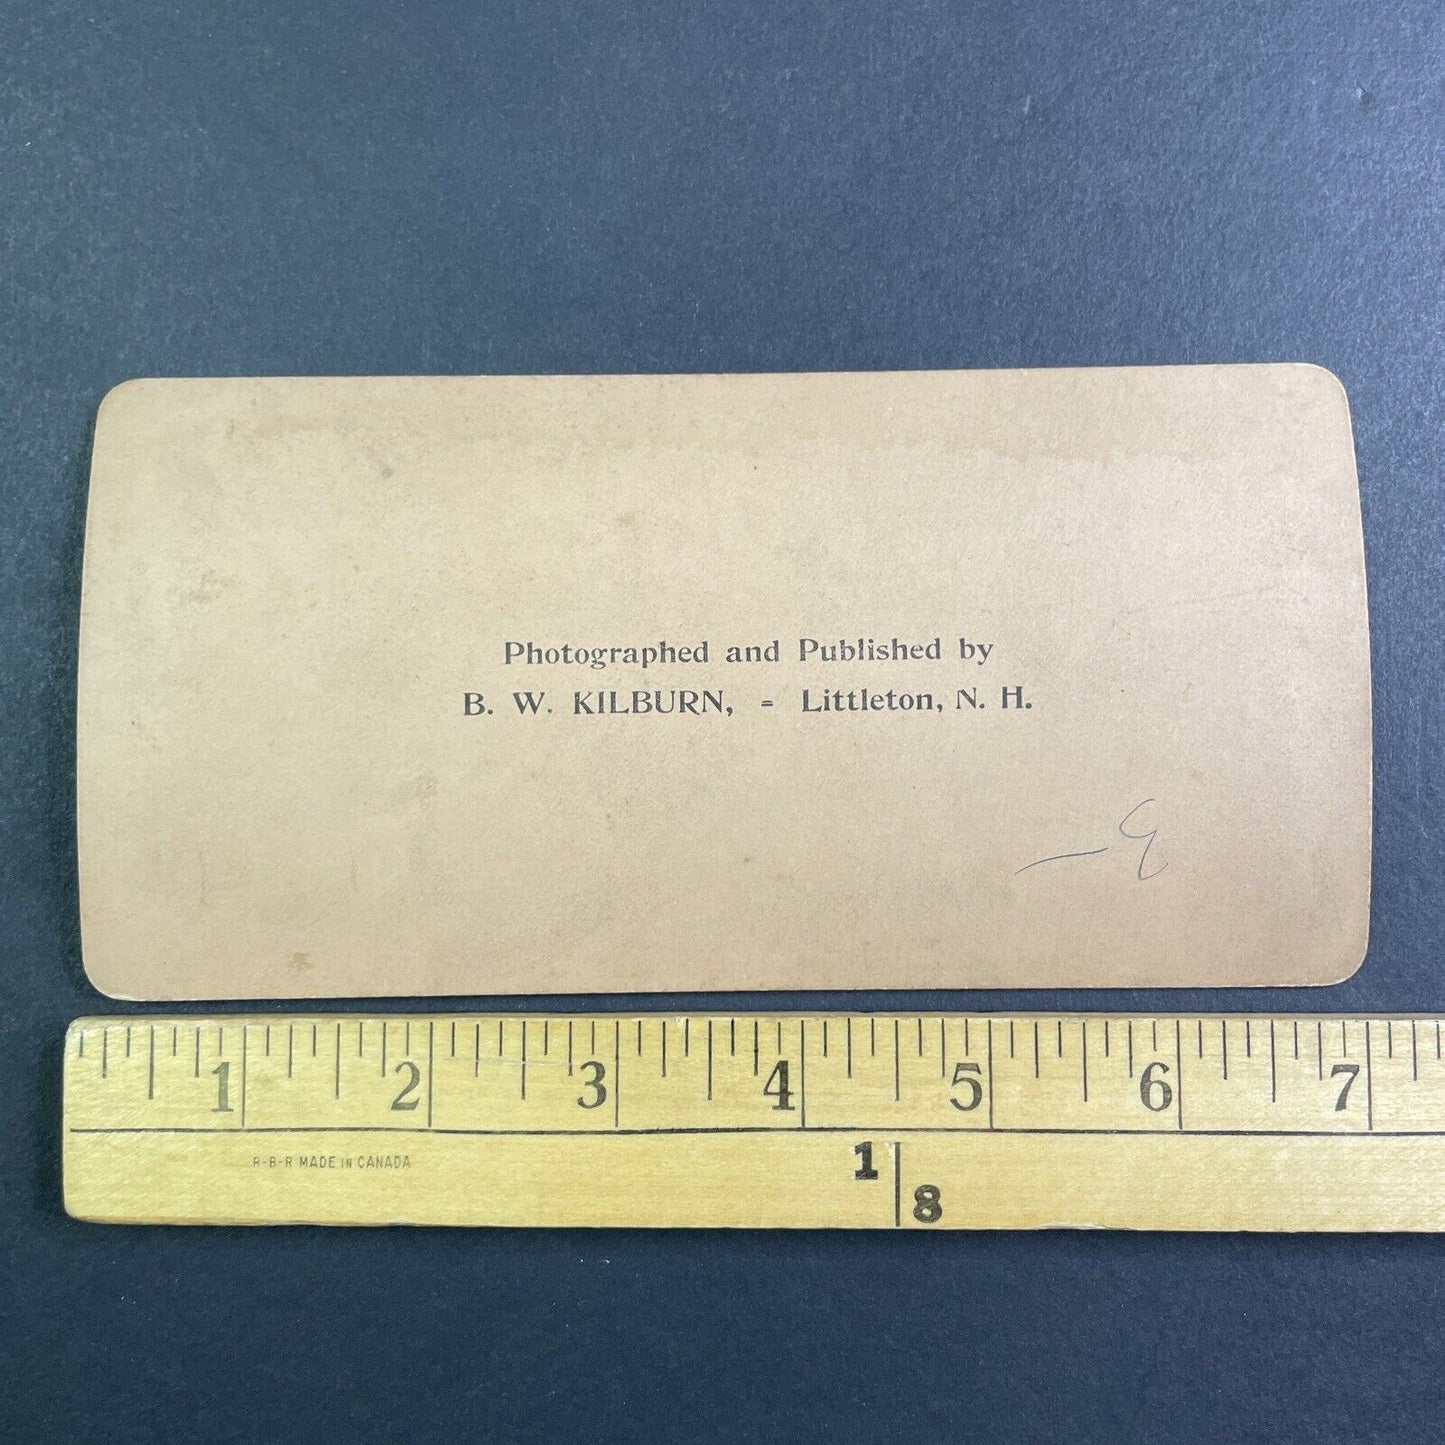 Photographed and Published by
B. W. KILBURN, = Littleton, N. H.
1 2 3 4 5 6 7
R-B-R MADE IN CANADA
1
8